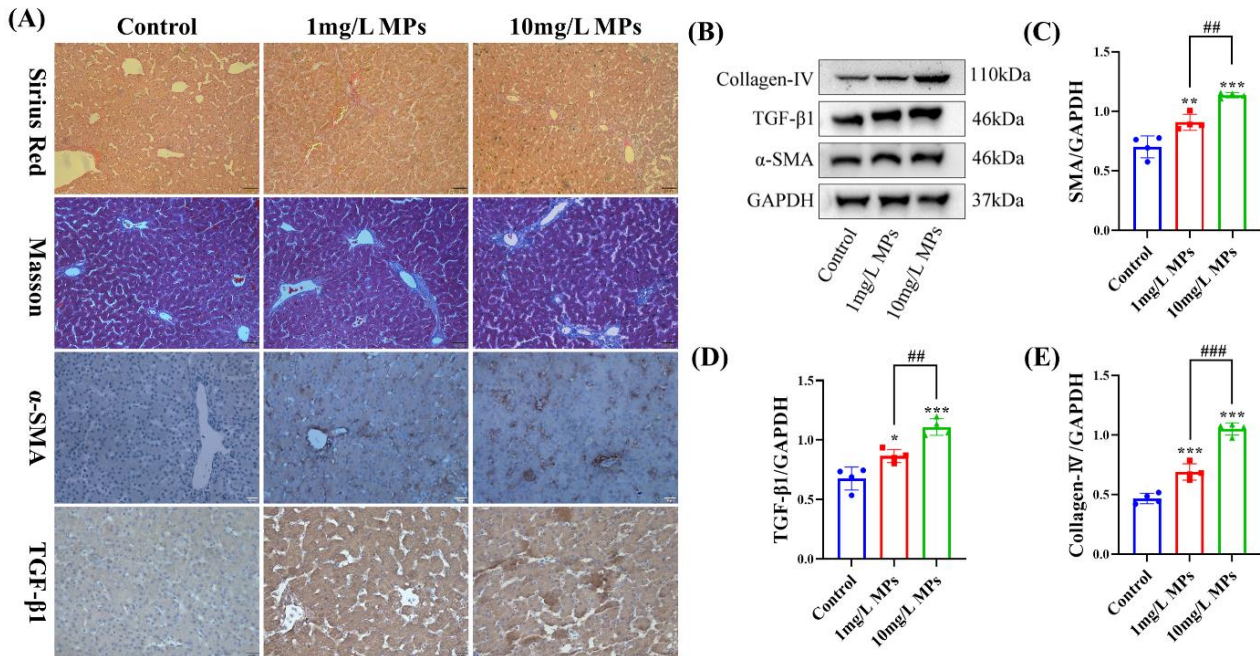 (A)
Control
1mg/L MPs
10mg/L MPs
Sirius Red
Masson
α-SMA
TGF-β1
(B)
Collagen-IV
110kDa
TGF-β1
46kDa
α-SMA
46kDa
GAPDH
37kDa
Control
1mg/L MPs
10mg/L MPs
(C)
SMA/GAPDH
1.5
1.0
0.5
0.0
##
**
***
Control
1mg/L MPs
10mg/L MPs
(D)
TGF-β1/GAPDH
1.5
1.0
0.5
0.0
##
*
***
Control
1mg/L MPs
10mg/L MPs
(E)
Collagen-Ⅳ/GAPDH
1.5
1.0
0.5
0.0
###
***
***
Control
1mg/L MPs
10mg/L MPs